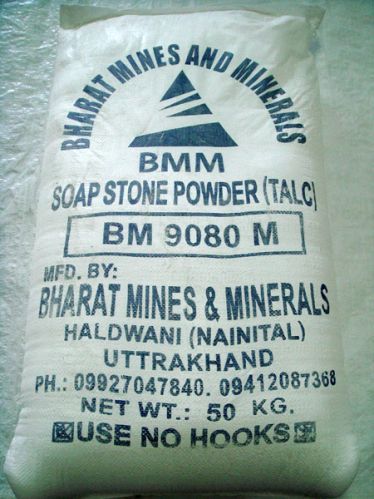 BHARAT MINES AND MINERALS
BMM
SOAP STONE POWDER (TALC)
BM 9080 M
MFD. BY:
BHARAT MINES & MINERALS
HALDWANI (NAINITAL)
UTTRAKHAND
PH.: 09927047840. 09412087368
NET WT.: 50 KG.
USE NO HOOKS